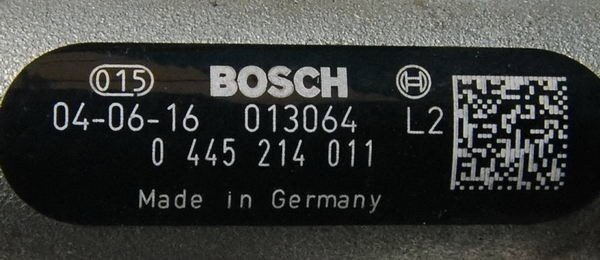 015 BOSCH
04-06-16 013064 L2
0 445 214 011
Made in Germany